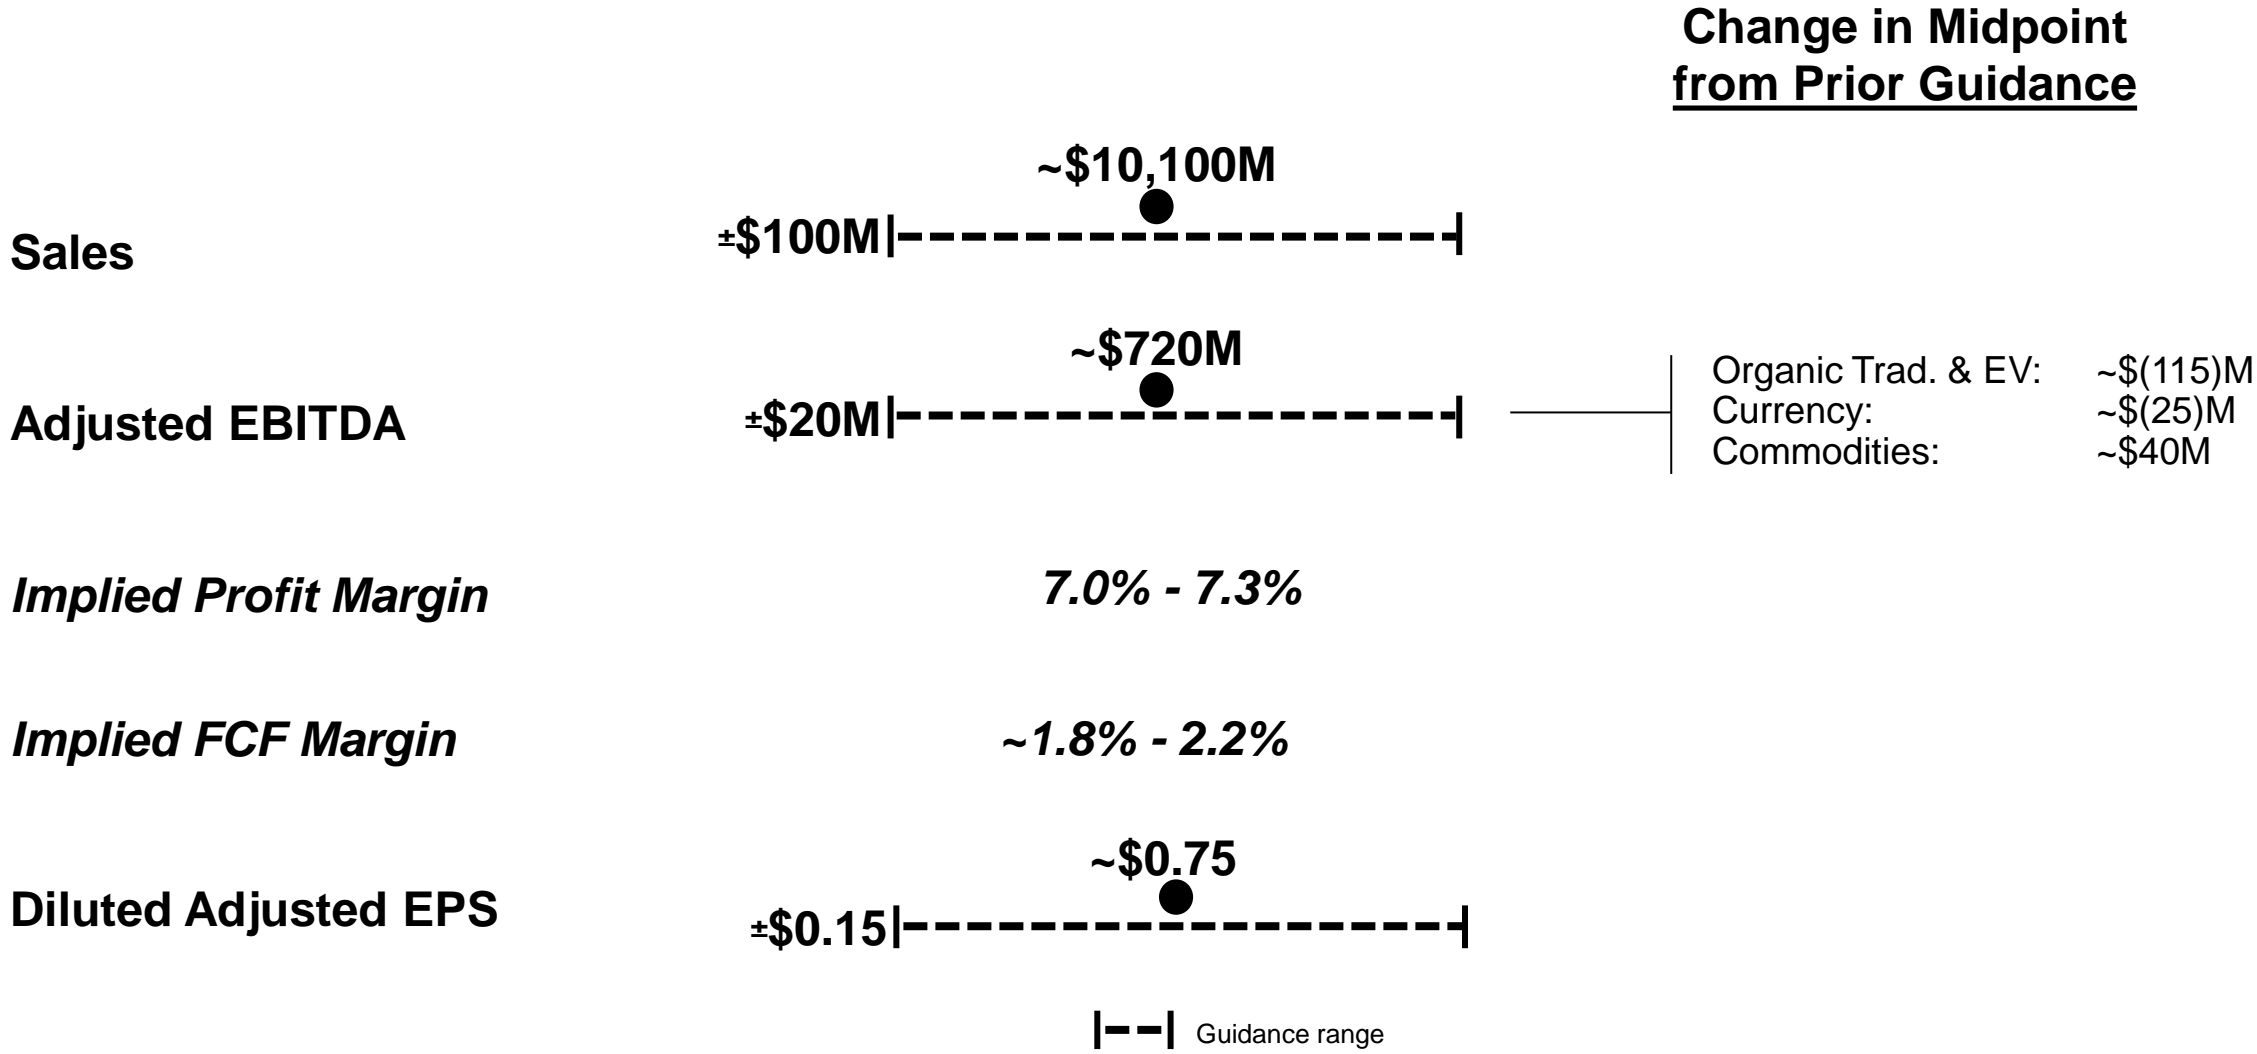 Change in Midpoint
from Prior Guidance
~$10,100M
Sales
±$100M
~$720M
Adjusted EBITDA
±$20M
Organic Trad. & EV: ~$(115)M
Currency: ~$(25)M
Commodities: ~$40M
Implied Profit Margin
7.0% - 7.3%
Implied FCF Margin
~1.8% - 2.2%
~$0.75
Diluted Adjusted EPS
±$0.15
Guidance range